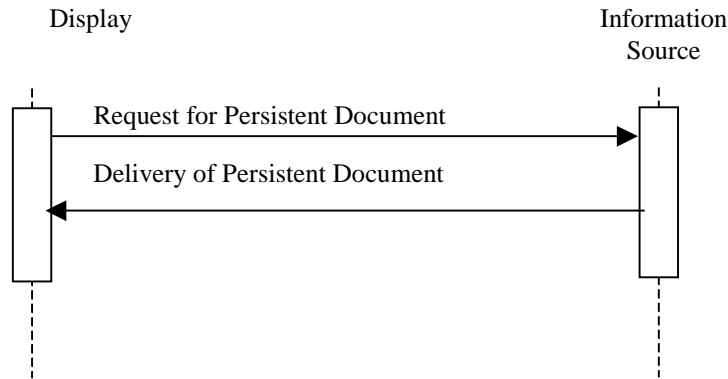 Display
Information
Source
Request for Persistent Document
Delivery of Persistent Document